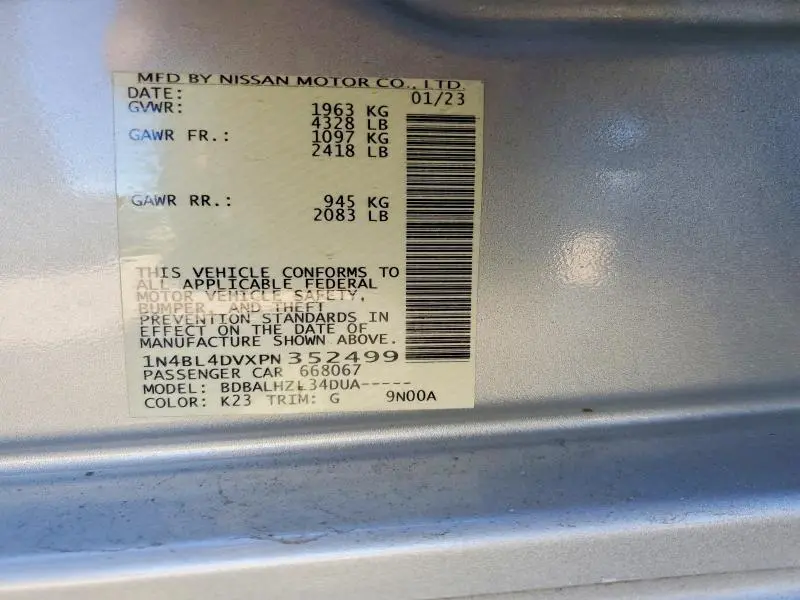 MFD BY NISSAN MOTOR CO., LTD.
DATE: 01/23
GVWR: 1963 KG
4328 LB
GAWR FR.: 1097 KG
2418 LB
GAWR RR.: 945 KG
2083 LB
THIS VEHICLE CONFORMS TO
ALL APPLICABLE FEDERAL
MOTOR VEHICLE SAFETY,
BUMPER, AND THEFT
PREVENTION STANDARDS IN
EFFECT ON THE DATE OF
MANUFACTURE SHOWN ABOVE.
1N4BL4DVXPN352499
PASSENGER CAR 668067
MODEL: BDBALHZL34DUA-----
COLOR: K23 TRIM: G 9N00A